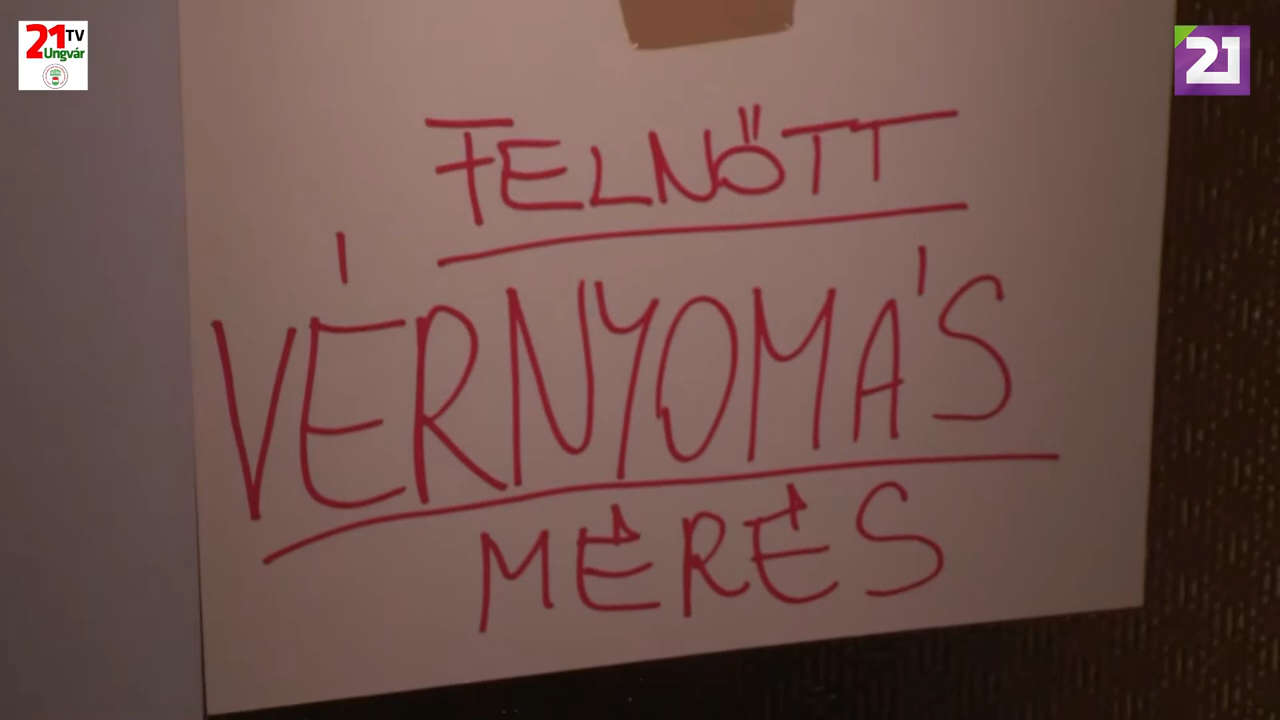 21 TV
Ungvár
21
FELNŐTT
VÉRNYOMÁS
MÉRÉS